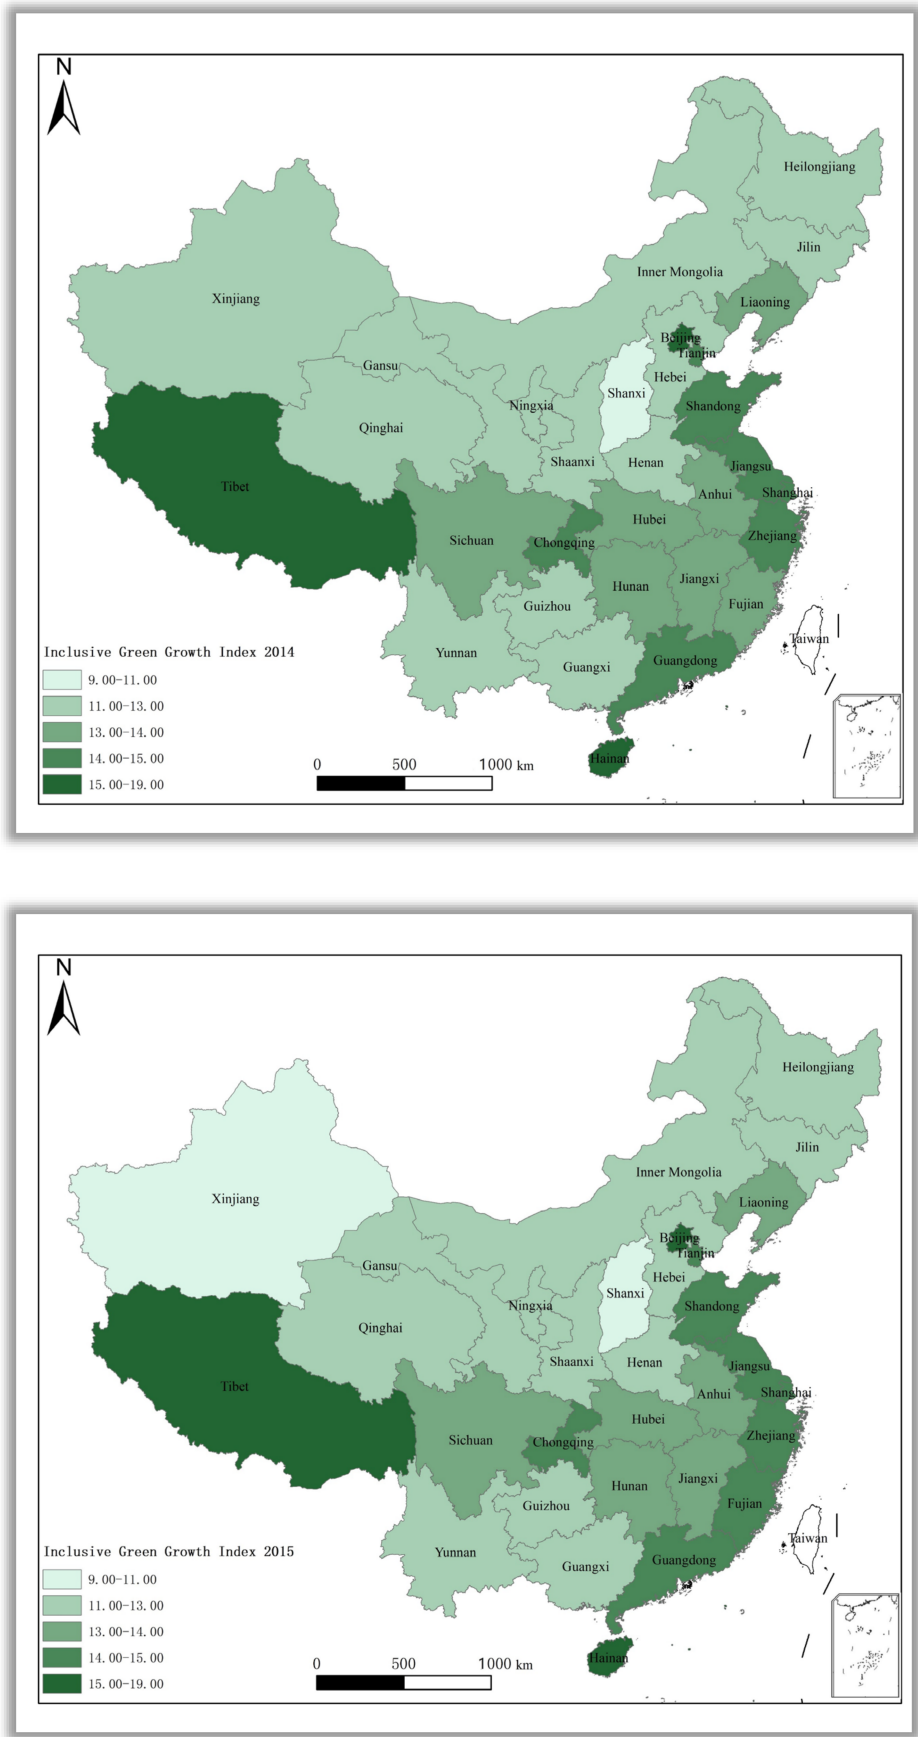 N
Heilongjiang
Jilin
Inner Mongolia
Xinjiang
Liaoning
Beijing
Tianjin
Gansu
Hebei
Shanxi
Ningxia
Shandong
Qinghai
Shaanxi
Henan
Jiangsu
Tibet
Anhui
Shanghai
Hubei
Sichuan
Chongqing
Zhejiang
Hunan
Jiangxi
Guizhou
Fujian
Taiwan
Yunnan
Guangxi
Guangdong
Hainan
Inclusive Green Growth Index 2014
9.00-11.00
11.00-13.00
13.00-14.00
14.00-15.00
15.00-19.00
0 500 1000 km
N
Heilongjiang
Jilin
Inner Mongolia
Xinjiang
Liaoning
Beijing
Tianjin
Gansu
Hebei
Shanxi
Ningxia
Shandong
Qinghai
Shaanxi
Henan
Jiangsu
Tibet
Anhui
Shanghai
Hubei
Sichuan
Chongqing
Zhejiang
Hunan
Jiangxi
Guizhou
Fujian
Taiwan
Yunnan
Guangxi
Guangdong
Hainan
Inclusive Green Growth Index 2015
9.00-11.00
11.00-13.00
13.00-14.00
14.00-15.00
15.00-19.00
0 500 1000 km